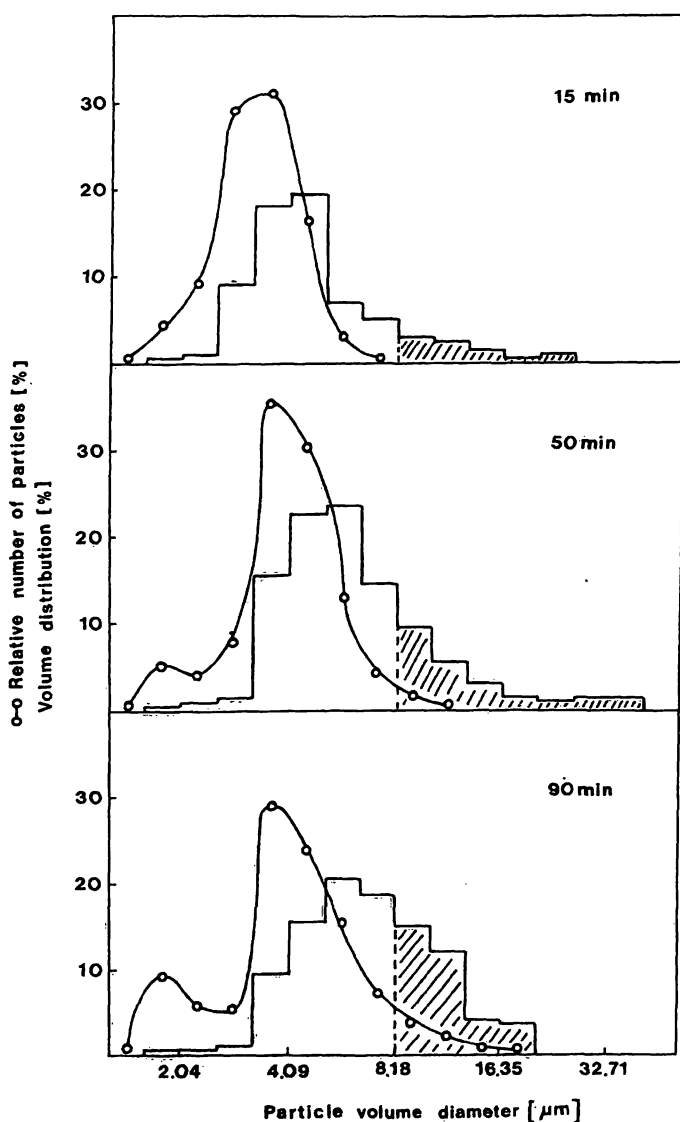 15 min
30
20
10
50 min
30
20
10
o-o Relative number of particles [%]
Volume distribution [%]
90 min
30
20
10
2.04 4.09 8,18 16,35 32,71
Particle volume diameter [µm]